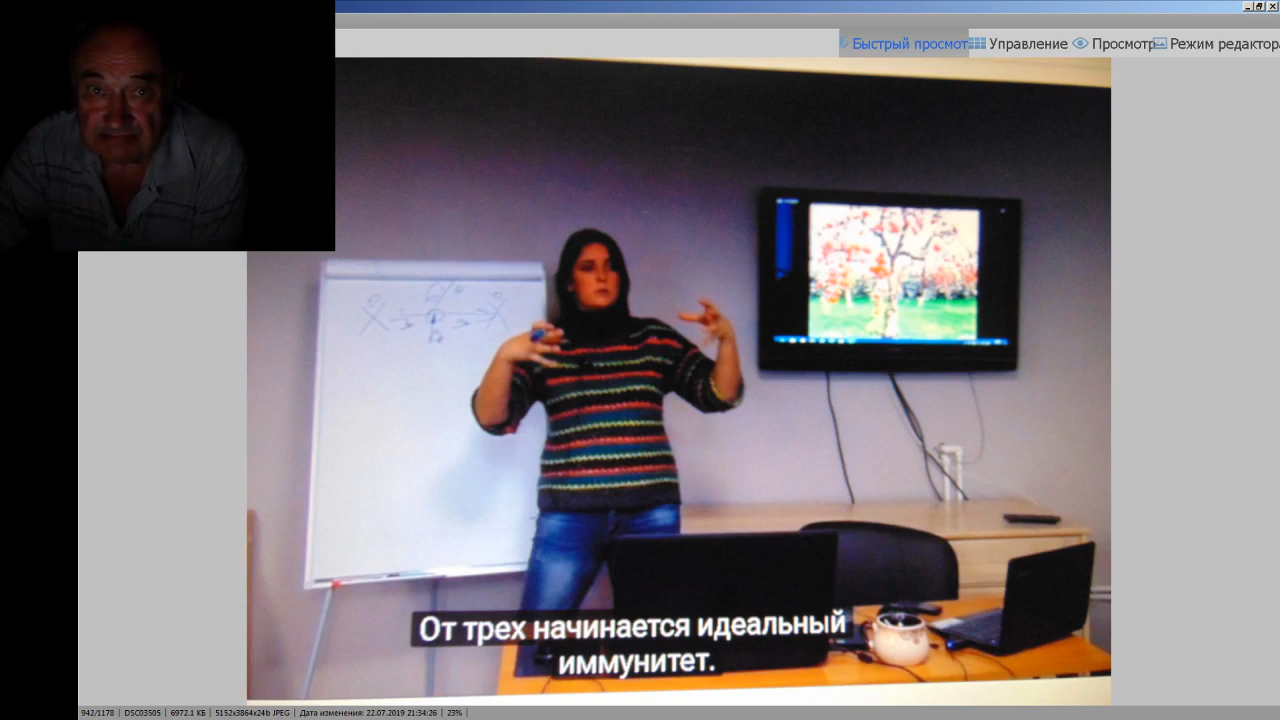 Быстрый просмот
Управление
Просмотр
Режим редактор
От трех начинается идеальный
иммунитет.
942/1178 | DSC03505 | 6972.1 КБ | 5152x3864x24b JPEG | Дата изменения: 22.07.2019 21:34:26 | 23% |